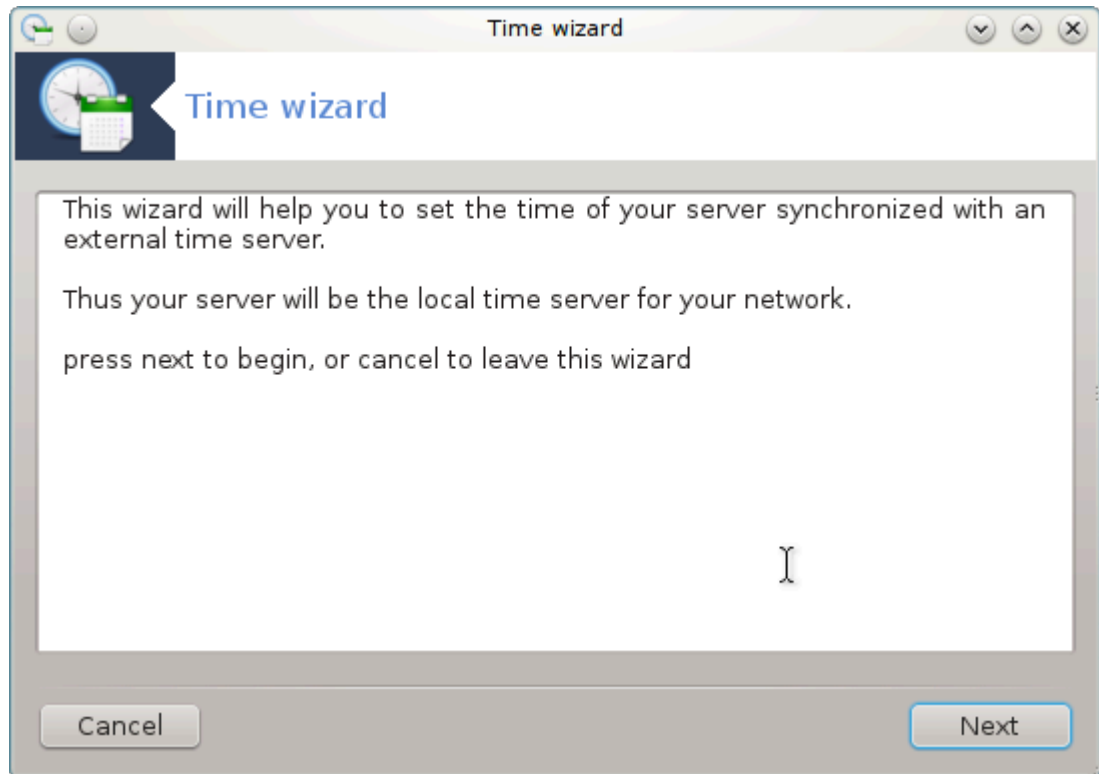 Time wizard
Time wizard
This wizard will help you to set the time of your server synchronized with an
external time server.
Thus your server will be the local time server for your network.
press next to begin, or cancel to leave this wizard
Cancel
Next